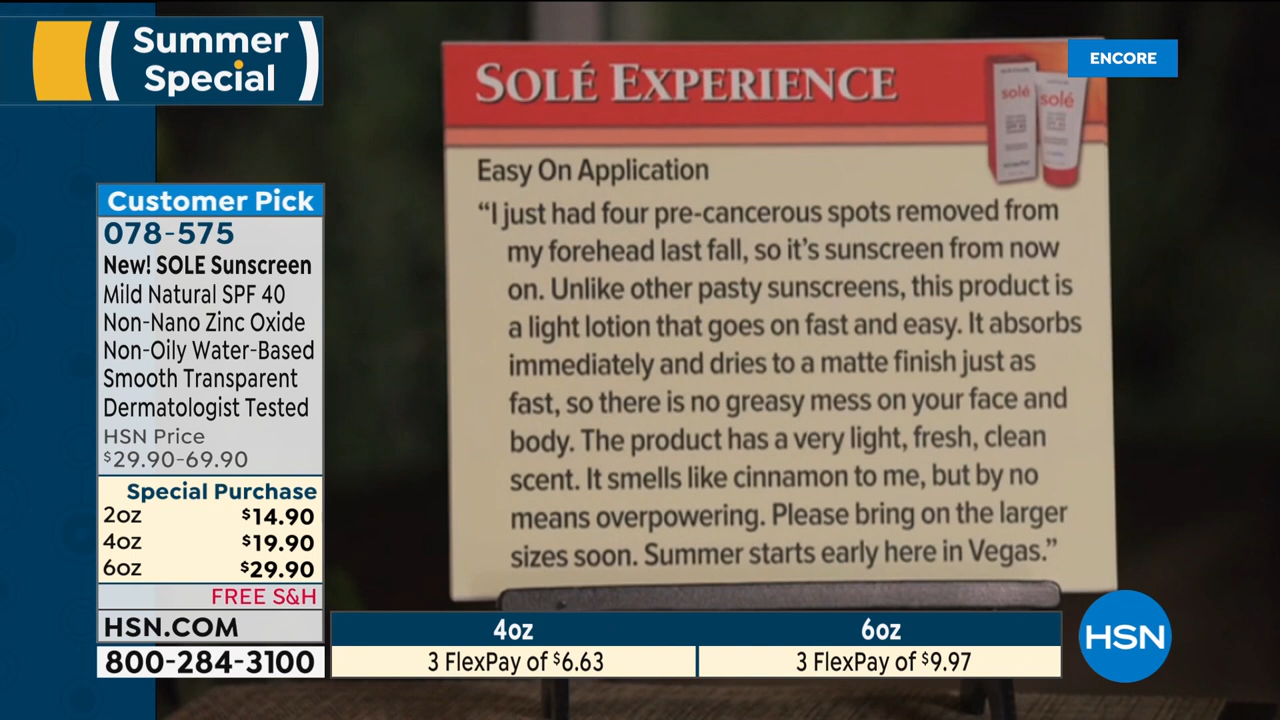 Summer
Special
ENCORE
SOLÉ EXPERIENCE
solé
solé
Easy On Application
“I just had four pre-cancerous spots removed from
my forehead last fall, so it’s sunscreen from now
on. Unlike other pasty sunscreens, this product is
a light lotion that goes on fast and easy. It absorbs
immediately and dries to a matte finish just as
fast, so there is no greasy mess on your face and
body. The product has a very light, fresh, clean
scent. It smells like cinnamon to me, but by no
means overpowering. Please bring on the larger
sizes soon. Summer starts early here in Vegas.”
Customer Pick
078-575
New! SOLE Sunscreen
Mild Natural SPF 40
Non-Nano Zinc Oxide
Non-Oily Water-Based
Smooth Transparent
Dermatologist Tested
HSN Price
$29.90-69.90
Special Purchase
2oz $14.90
4oz $19.90
6oz $29.90
FREE S&H
HSN.COM
800-284-3100
4oz 6oz
3 FlexPay of $6.63 3 FlexPay of $9.97
HSN